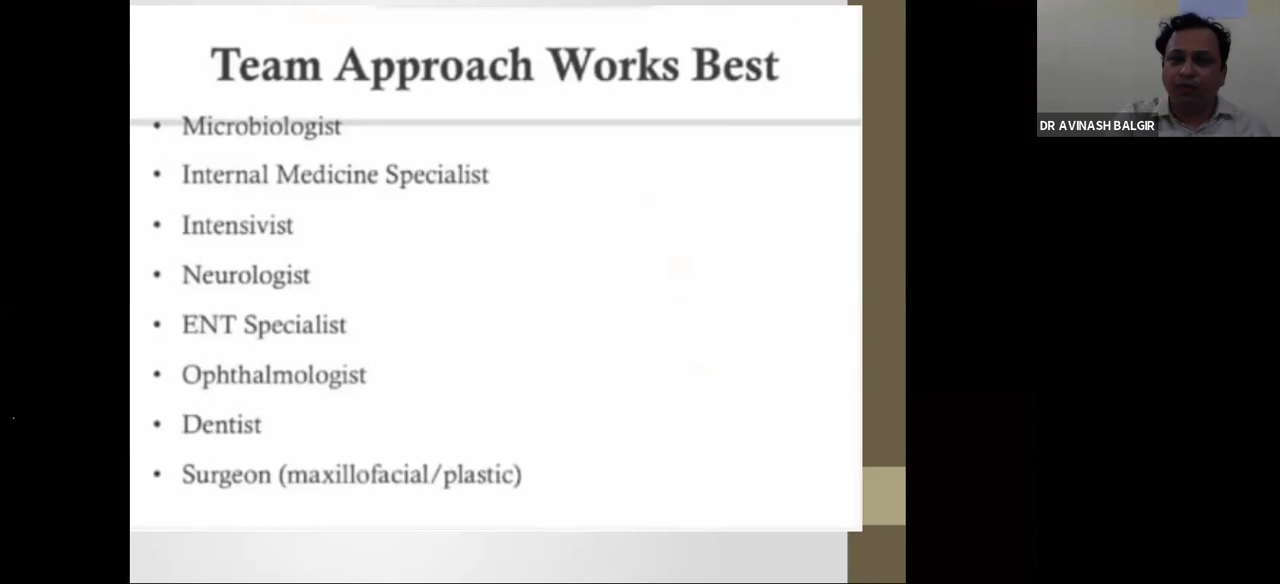 Team Approach Works Best
• Microbiologist
• Internal Medicine Specialist
• Intensivist
• Neurologist
• ENT Specialist
• Ophthalmologist
• Dentist
• Surgeon (maxillofacial/plastic)
DR AVINASH BALGIR